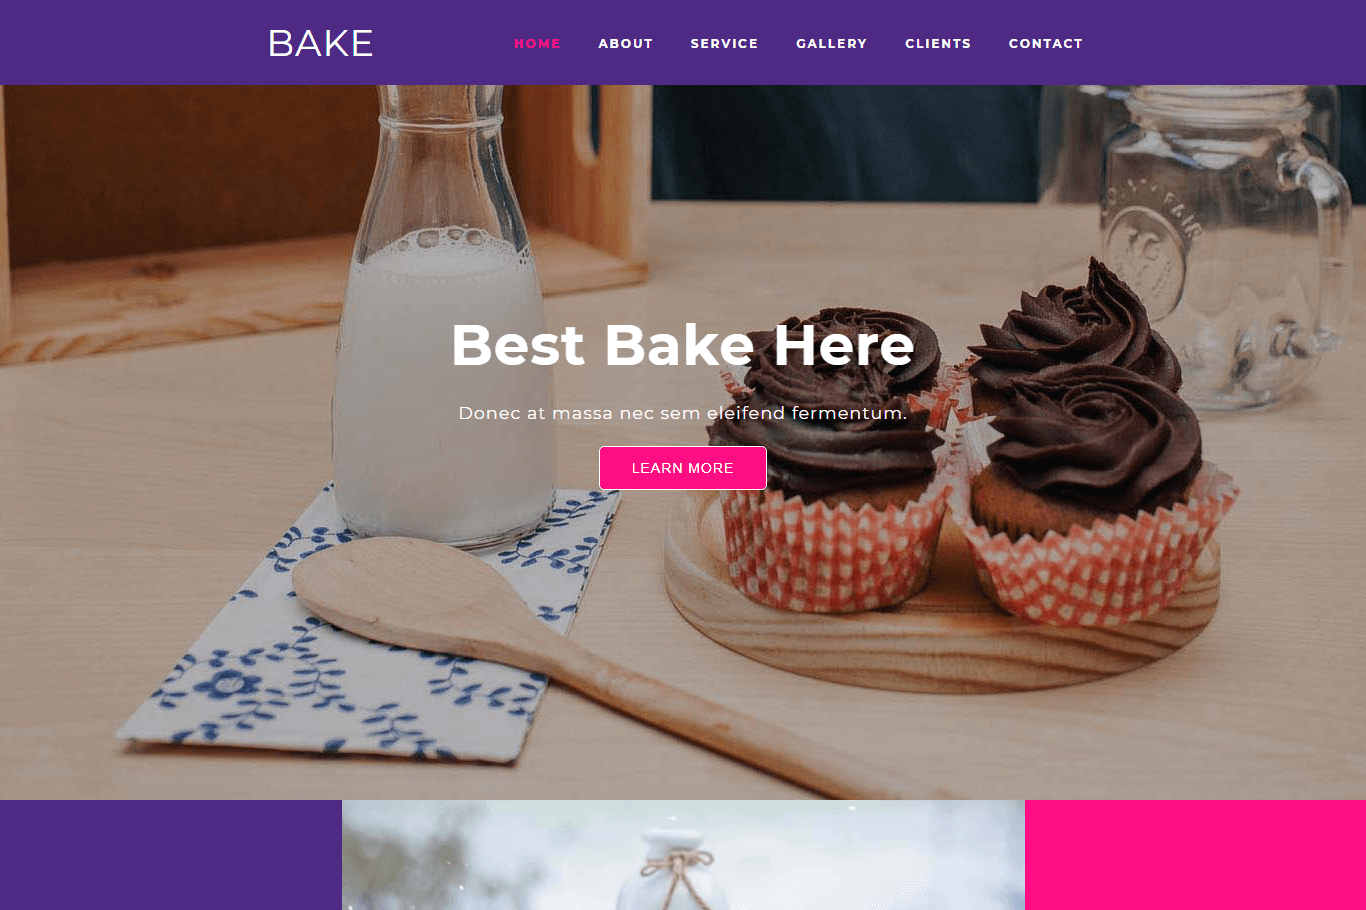 BAKE
HOME ABOUT SERVICE GALLERY CLIENTS CONTACT
FAIR
Best Bake Here
Donec at massa nec sem eleifend fermentum.
LEARN MORE